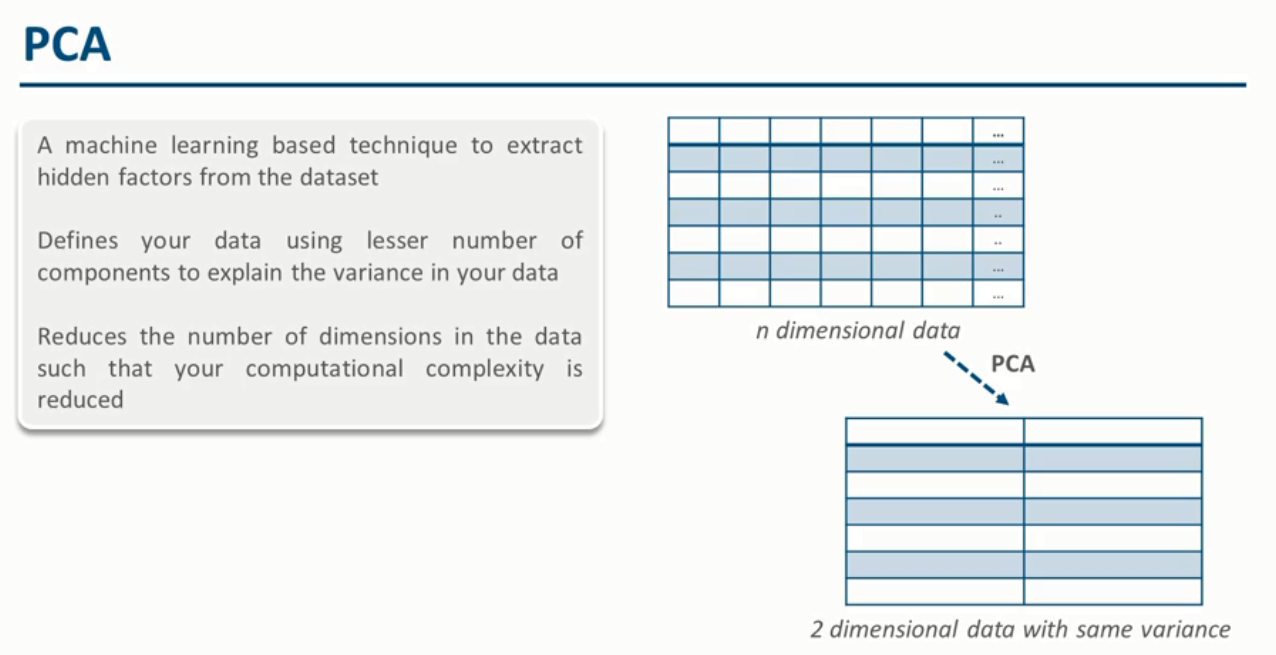 PCA
A machine learning based technique to extract
hidden factors from the dataset
Defines your data using lesser number of
components to explain the variance in your data
Reduces the number of dimensions in the data
such that your computational complexity is
reduced
...
...
...
..
..
...
...
n dimensional data
PCA
2 dimensional data with same variance